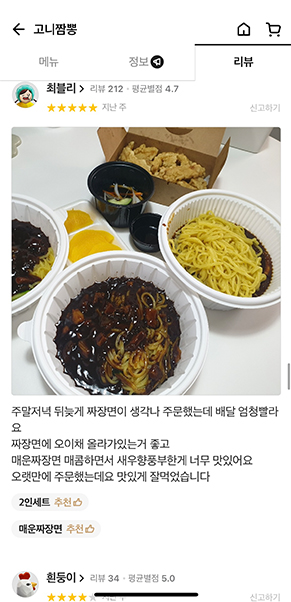 고니짬뽕
메뉴
정보
리뷰
최블리 리뷰 212 · 평균별점 4.7
지난 주
신고하기
주말저녁 뒤늦게 짜장면이 생각나 주문했는데 배달 엄청빨라
요
짜장면에 오이채 올라가있는거 좋고
매운짜장면 매콤하면서 새우향풍부한게 너무 맛있어요
오랫만에 주문했는데요 맛있게 잘먹었습니다
2인세트 추천
매운짜장면 추천
흰둥이 리뷰 34 · 평균별점 5.0
지난 주
신고하기